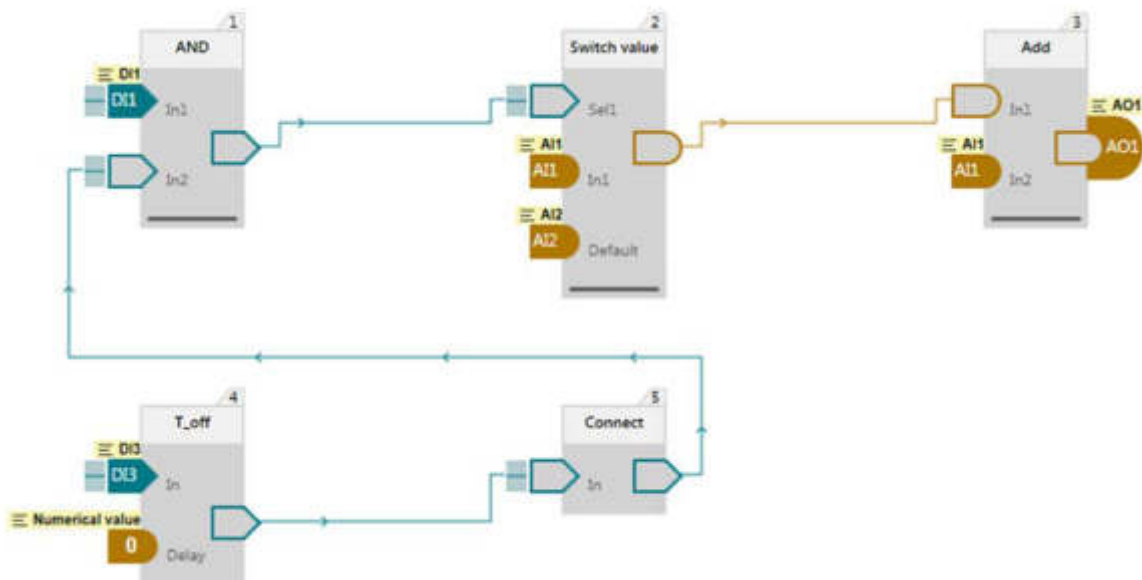 1
AND
DI1
DI1
In1
In2
2
Switch value
Sel1
AI1
AI1
In1
AI2
AI2
Default
3
Add
In1
AO1
AO1
AI1
AI1
In2
4
T_off
DI3
DI3
In
Numerical value
0
Delay
5
Connect
In